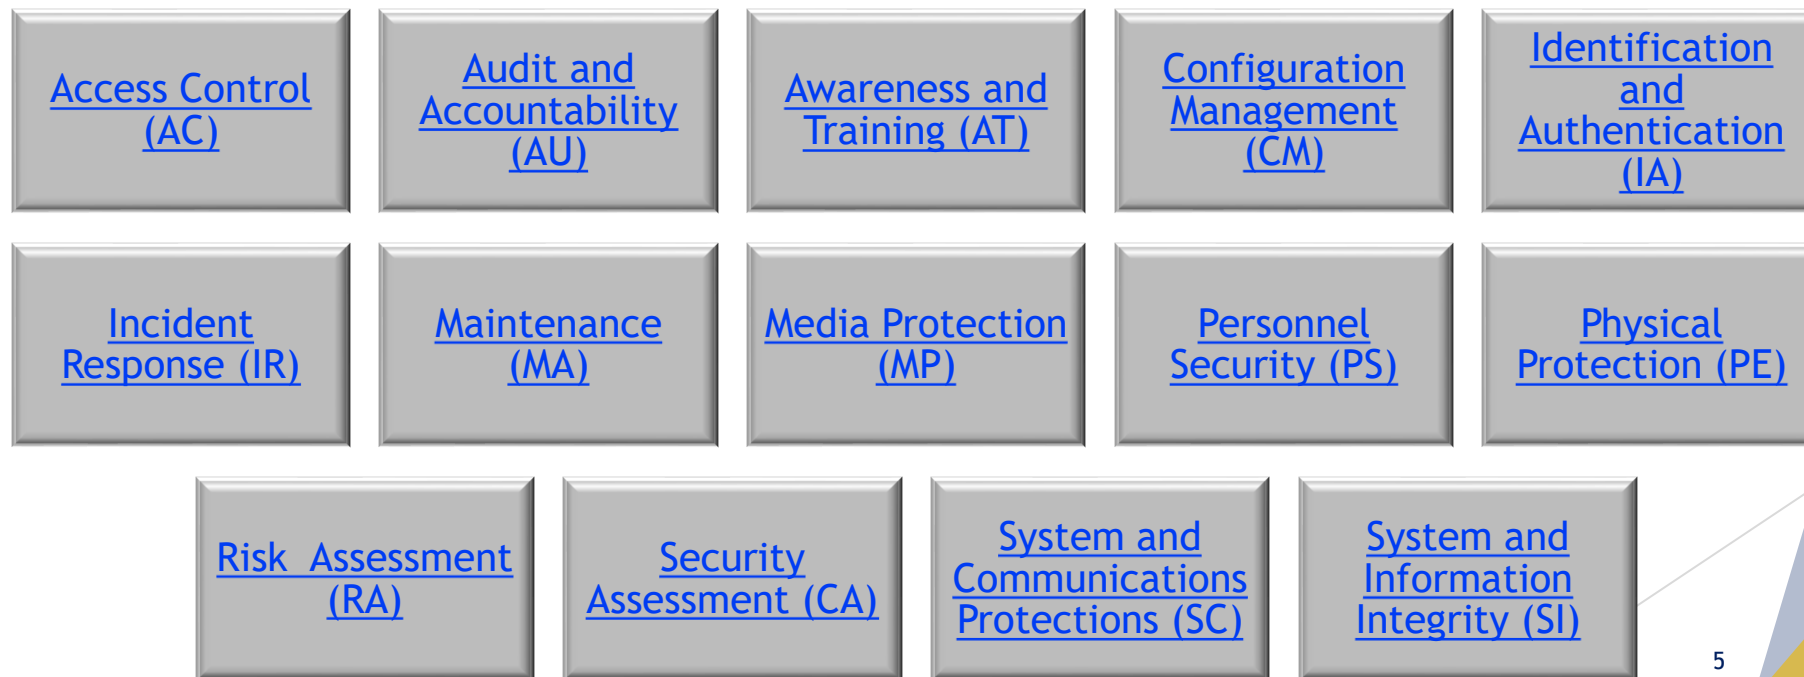 Access Control
(AC)
Audit and
Accountability
(AU)
Awareness and
Training (AT)
Configuration
Management
(CM)
Identification
and
Authentication
(IA)
Incident
Response (IR)
Maintenance
(MA)
Media Protection
(MP)
Personnel
Security (PS)
Physical
Protection (PE)
Risk  Assessment
(RA)
Security
Assessment (CA)
System and
Communications
Protections (SC)
System and
Information
Integrity (SI)
5